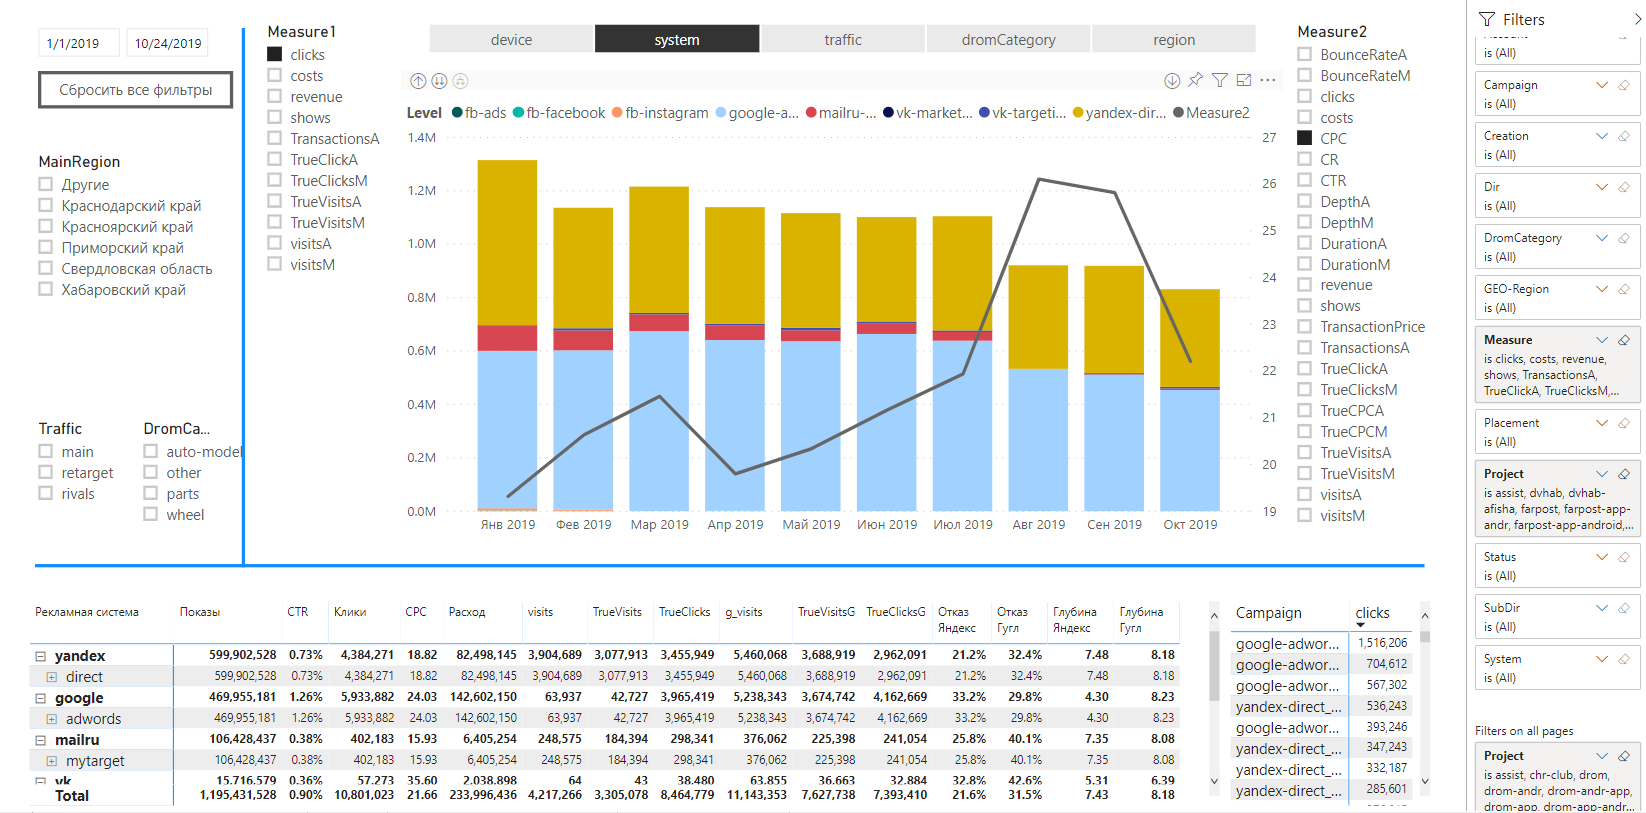 1/1/2019
10/24/2019
Сбросить все фильтры
MainRegion
Другие
Краснодарский край
Красноярский край
Приморский край
Свердловская область
Хабаровский край
Traffic
main
retarget
rivals
DromCa...
auto-model
other
parts
wheel
Measure1
clicks
costs
revenue
shows
TransactionsA
TrueClickA
TrueClicksM
TrueVisitsA
TrueVisitsM
visitsA
visitsM
device system traffic dromCategory region
Level fb-ads fb-facebook fb-instagram google-a... mailru-... vk-market... vk-targeti... yandex-dir... Measure2
1.4M
1.2M
1.0M
0.8M
0.6M
0.4M
0.2M
0.0M
27
26
25
24
23
22
21
20
19
Янв 2019 Фев 2019 Мар 2019 Апр 2019 Май 2019 Июн 2019 Июл 2019 Авг 2019 Сен 2019 Окт 2019
Measure2
BounceRateA
BounceRateM
clicks
costs
CPC
CR
CTR
DepthA
DepthM
DurationA
DurationM
revenue
shows
TransactionPrice
TransactionsA
TrueClickA
TrueClicksM
TrueCPCA
TrueCPCM
TrueVisitsA
TrueVisitsM
visitsA
visitsM
Рекламная система Показы CTR Клики CPC Расход visits TrueVisits TrueClicks g_visits TrueVisitsG TrueClicksG Отказ Яндекс Отказ Гугл Глубина Яндекс Глубина Гугл
yandex 599,902,528 0.73% 4,384,271 18.82 82,498,145 3,904,689 3,077,913 3,455,949 5,460,068 3,688,919 2,962,091 21.2% 32.4% 7.48 8.18
direct 599,902,528 0.73% 4,384,271 18.82 82,498,145 3,904,689 3,077,913 3,455,949 5,460,068 3,688,919 2,962,091 21.2% 32.4% 7.48 8.18
google 469,955,181 1.26% 5,933,882 24.03 142,602,150 63,937 42,727 3,965,419 5,238,343 3,674,742 4,162,669 33.2% 29.8% 4.30 8.23
adwords 469,955,181 1.26% 5,933,882 24.03 142,602,150 63,937 42,727 3,965,419 5,238,343 3,674,742 4,162,669 33.2% 29.8% 4.30 8.23
mailru 106,428,437 0.38% 402,183 15.93 6,405,254 248,575 184,394 298,341 376,062 225,398 241,054 25.8% 40.1% 7.35 8.08
mytarget 106,428,437 0.38% 402,183 15.93 6,405,254 248,575 184,394 298,341 376,062 225,398 241,054 25.8% 40.1% 7.35 8.08
vk 15,716,579 0.36% 57,273 35.60 2,038,898 64 43 38,480 63,855 36,663 32,884 32.8% 42.6% 5.31 6.39
Total 1,195,431,528 0.90% 10,801,023 21.66 233,996,436 4,217,266 3,305,078 8,464,779 11,143,353 7,627,738 7,393,410 21.6% 31.5% 7.43 8.18
Campaign clicks
google-adwor... 1,516,206
google-adwor... 704,612
google-adwor... 567,302
yandex-direct_... 536,243
google-adwor... 393,246
yandex-direct_... 347,243
yandex-direct_... 332,187
yandex-direct_... 285,601
Filters
is (All)
Campaign
is (All)
Creation
is (All)
Dir
is (All)
DromCategory
is (All)
GEO-Region
is (All)
Measure
is clicks, costs, revenue,
shows, TransactionsA,
TrueClickA, TrueClicksM,...
Placement
is (All)
Project
is assist, dvhab, dvhab-
afisha, farpost, farpost-app-
andr, farpost-app-android,...
Status
is (All)
SubDir
is (All)
System
is (All)
Filters on all pages
Project
is assist, chr-club, drom,
drom-andr, drom-andr-app,
drom-app, drom-app-andr...